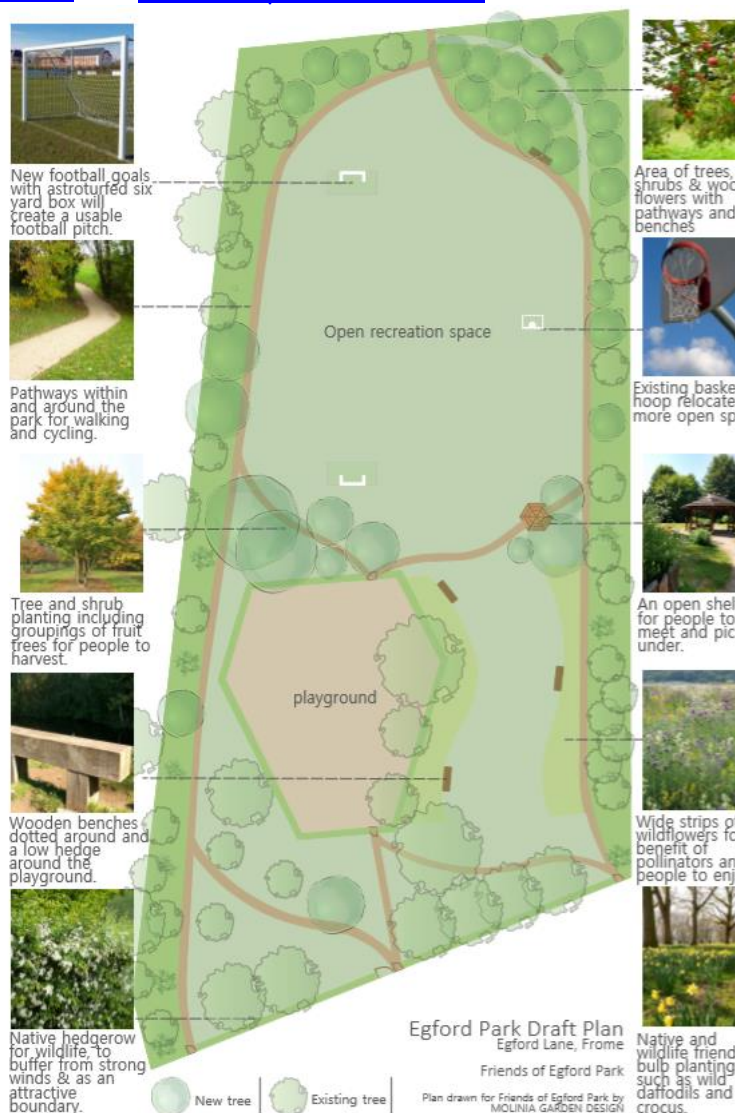 New football goals
with astroturfed six
yard box will
create a usable
football pitch.
Pathways within
and around the
park for walking
and cycling.
Tree and shrub
planting including
groupings of fruit
trees for people to
harvest.
Wooden benches
dotted around and
a low hedge
around the
playground.
Native hedgerow
for wildlife, to
buffer from strong
winds & as an
attractive
boundary.
Open recreation space
playground
Area of trees,
shrubs &
flowers with
pathways and
benches
Existing
hoop
more open
An open
for people to
meet and
under.
Wide strips
wildflowers
benefit of
pollinators
people to
Native and
wildlife
bulb planting
such as wild
daffodils and
crocus.
New tree
Existing tree
Egford Park Draft Plan
Egford Lane, Frome
Friends of Egford Park
Plan drawn for Friends of Egford Park by
MOLINIA GARDEN DESIGN